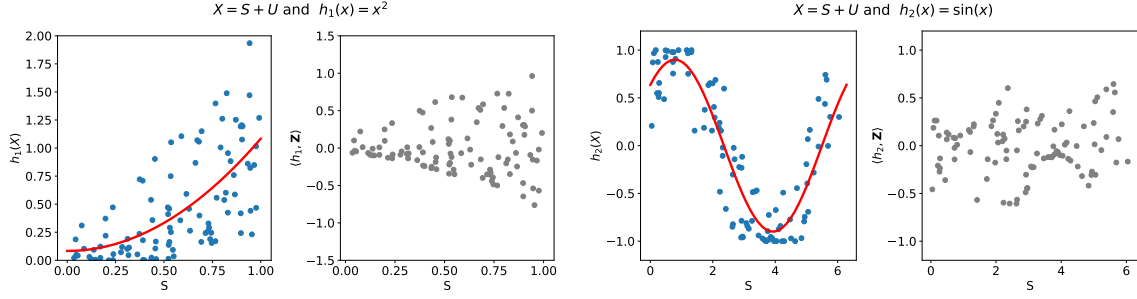 X = S + U and h₁(x) = x²
X = S + U and h₂(x) = sin(x)
h₁(X)
2.00
1.75
1.50
1.25
1.00
0.75
0.50
0.25
0.00
0.00 0.25 0.50 0.75 1.00
S
⟨h₁, Z⟩
1.5
1.0
0.5
0.0
−0.5
−1.0
−1.5
0.00 0.25 0.50 0.75 1.00
S
h₂(X)
1.0
0.5
0.0
−0.5
−1.0
0 2 4 6
S
⟨h₂, Z⟩
1.0
0.5
0.0
−0.5
−1.0
0 2 4 6
S